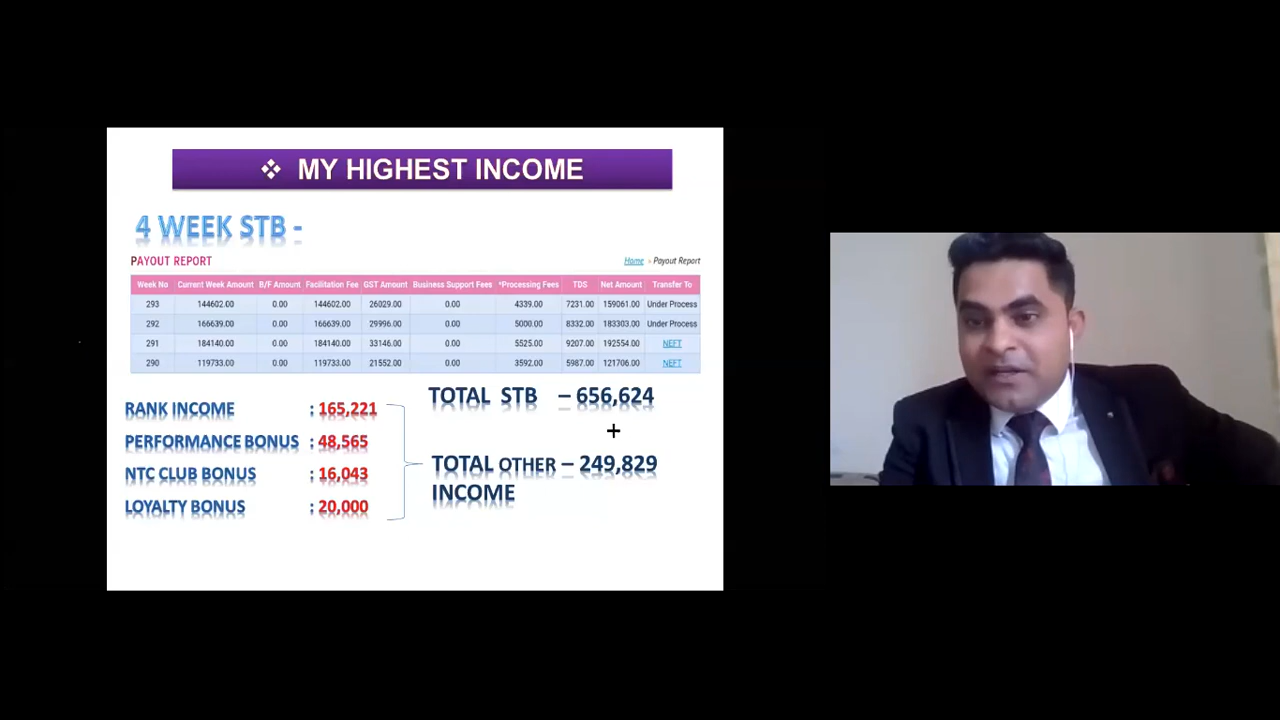 ❖ MY HIGHEST INCOME
4 WEEK STB -
PAYOUT REPORT
Home » Payout Report
Week No Current Week Amount B/F Amount Facilitation Fee GST Amount Business Support Fees *Processing Fees TDS Net Amount Transfer To
293 144602.00 0.00 144602.00 26029.00 0.00 4339.00 7231.00 159061.00 Under Process
292 166639.00 0.00 166639.00 29996.00 0.00 5000.00 8332.00 183303.00 Under Process
291 184140.00 0.00 184140.00 33146.00 0.00 5525.00 9207.00 192554.00 NEFT
290 119733.00 0.00 119733.00 21552.00 0.00 3592.00 5987.00 121706.00 NEFT
RANK INCOME : 165,221
PERFORMANCE BONUS : 48,565
NTC CLUB BONUS : 16,043
LOYALTY BONUS : 20,000
TOTAL STB – 656,624
+
TOTAL OTHER – 249,829
INCOME